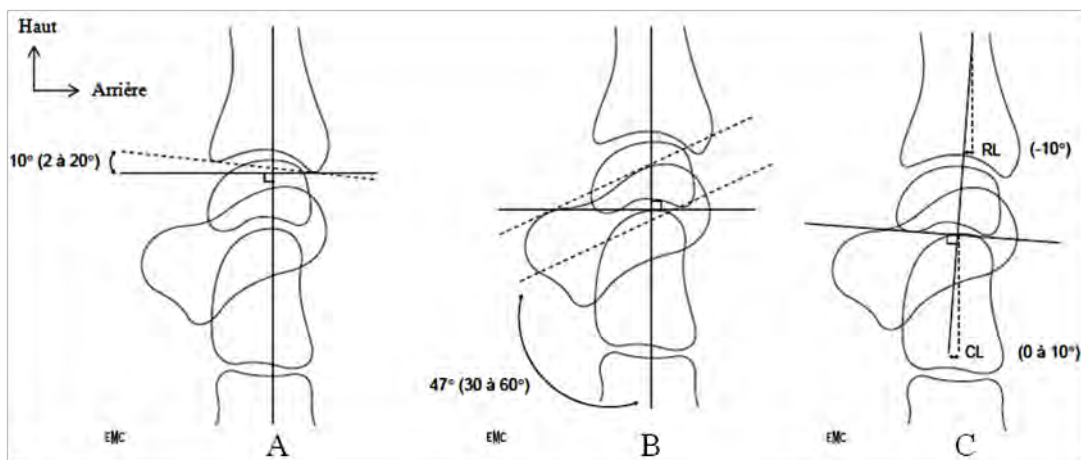 Haut
Arrière
10° (2 à 20°)
EMC
A
47° (30 à 60°)
EMC
B
RL (-10°)
CL (0 à 10°)
EMC
C